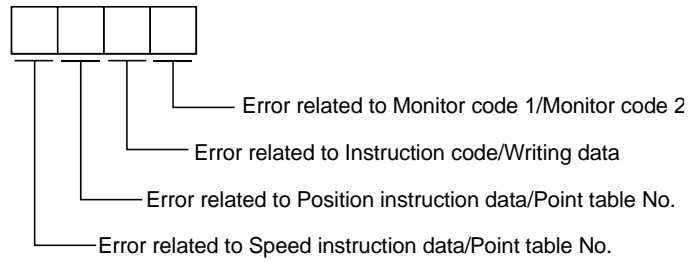 Error related to Monitor code 1/Monitor code 2
Error related to Instruction code/Writing data
Error related to Position instruction data/Point table No.
Error related to Speed instruction data/Point table No.